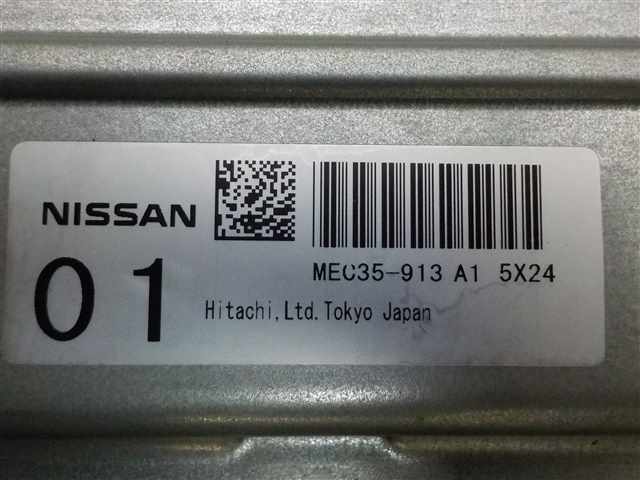 NISSAN
01
MEC35-913 A1 5X24
Hitachi,Ltd.Tokyo Japan